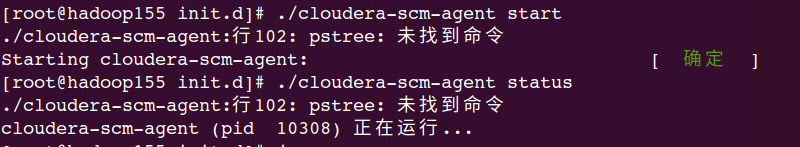 [root@hadoop155 init.d]# ./cloudera-scm-agent start
./cloudera-scm-agent:行102: pstree: 未找到命令
Starting cloudera-scm-agent:                               [  确定  ]
[root@hadoop155 init.d]# ./cloudera-scm-agent status
./cloudera-scm-agent:行102: pstree: 未找到命令
cloudera-scm-agent (pid  10308) 正在运行...